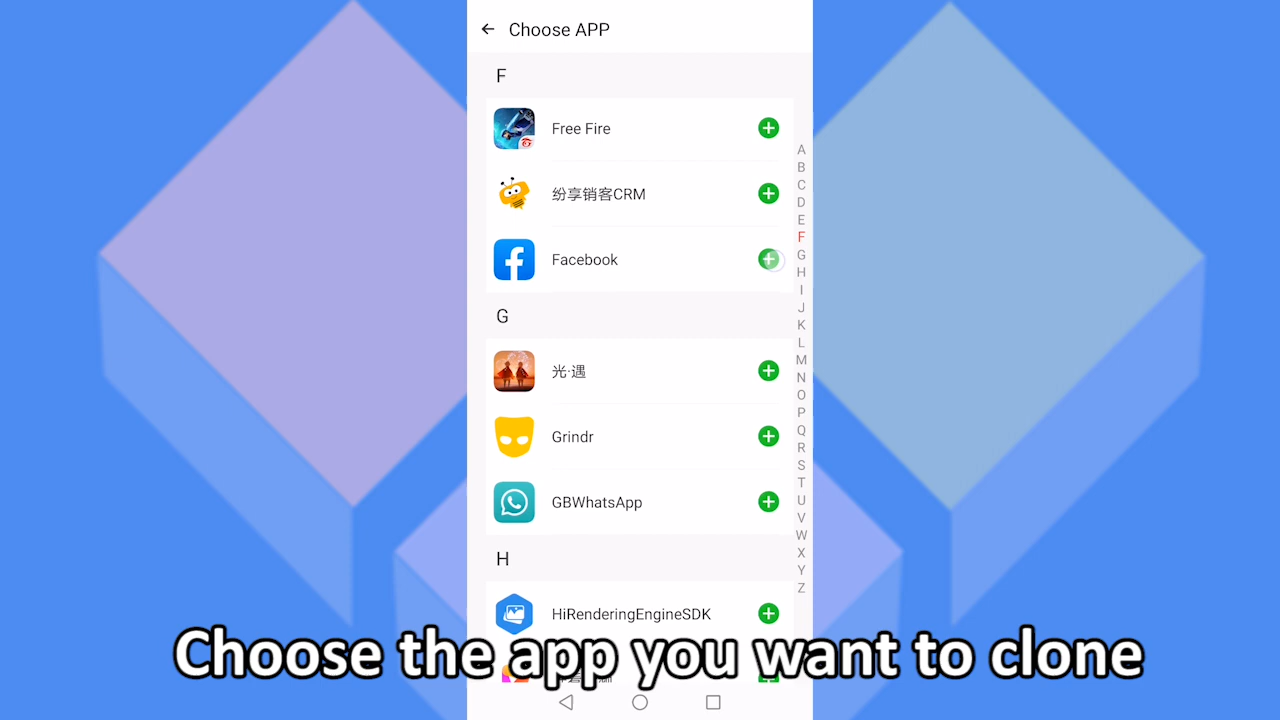 Choose APP
F
Free Fire
纷享销客CRM
Facebook
G
光·遇
Grindr
GBWhatsApp
H
HiRenderingEngineSDK
A
B
C
D
E
F
G
H
I
J
K
L
M
N
O
P
Q
R
S
T
U
V
W
X
Y
Z
Choose the app you want to clone